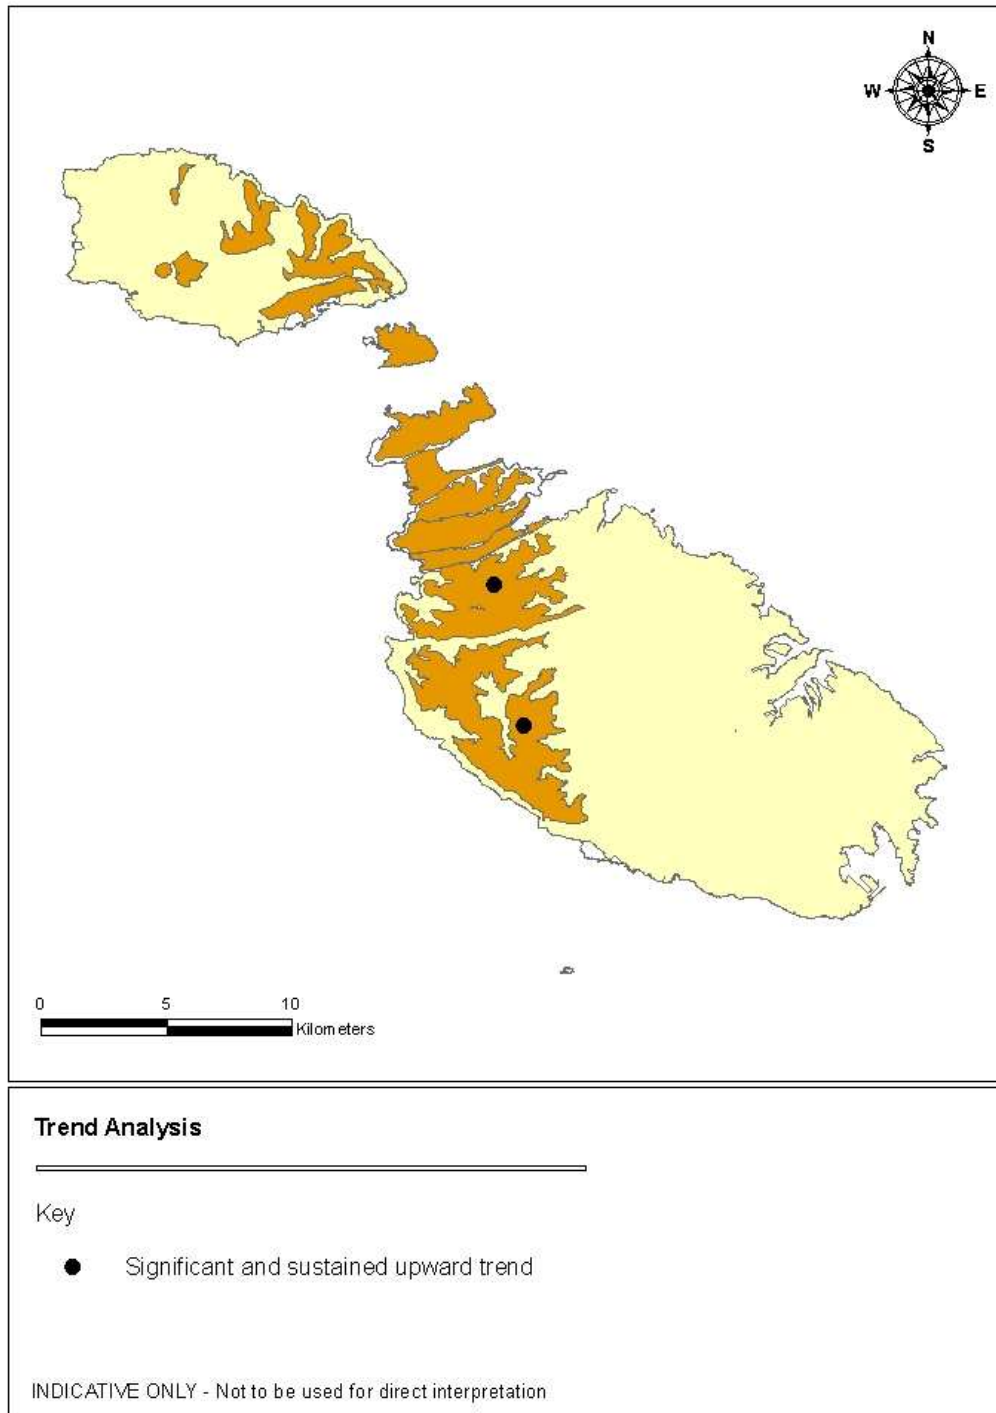 N
W E
S
0 5 10
Kilometers
Trend Analysis
Key
Significant and sustained upward trend
INDICATIVE ONLY - Not to be used for direct interpretation